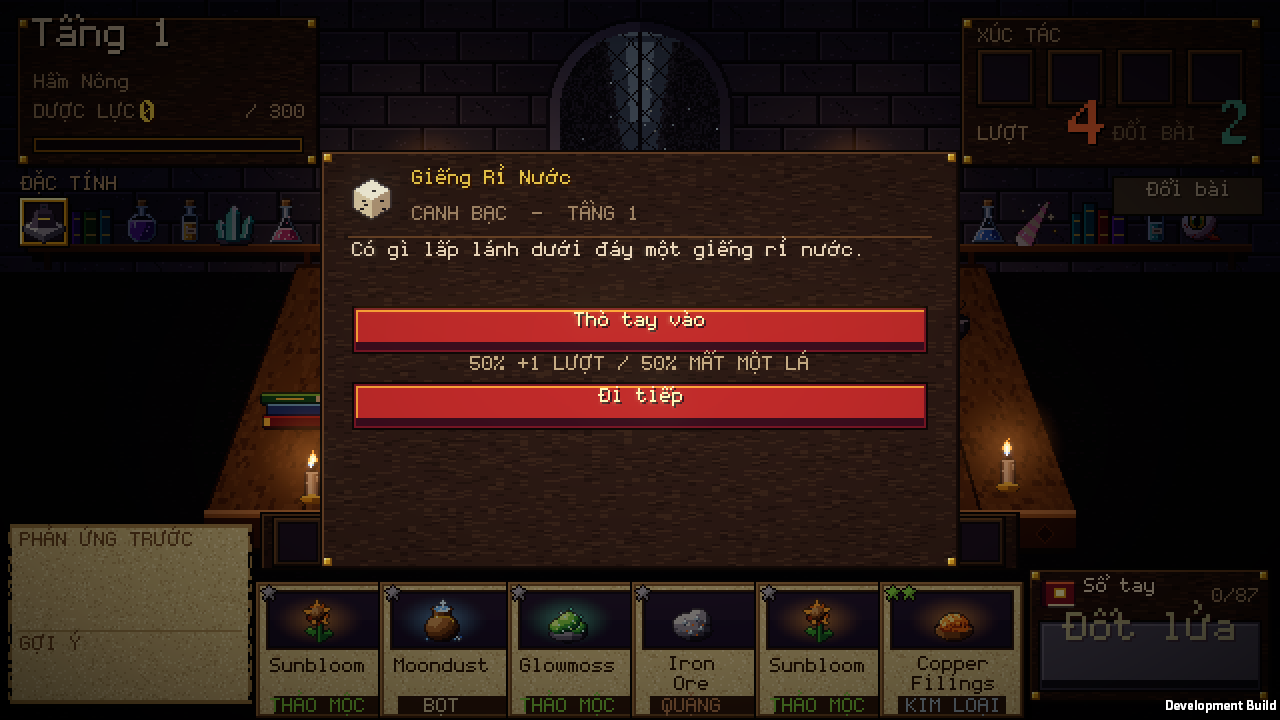 Tầng 1
Hầm Nông
DƯỢC LỰC 0 / 300
ĐẶC TÍNH
XÚC TÁC
LƯỢT 4 ĐỔI BÀI 2
Đổi bài
Giếng Rỉ Nước
CANH BẠC - TẦNG 1
Có gì lấp lánh dưới đáy một giếng rỉ nước.
Thò tay vào
50% +1 LƯỢT / 50% MẤT MỘT LÁ
Đi tiếp
PHẢN ỨNG TRƯỚC
GỢI Ý
Sunbloom
THẢO MỘC
Moondust
BỘT
Glowmoss
THẢO MỘC
Iron
Ore
QUẶNG
Sunbloom
THẢO MỘC
Copper
Filings
KIM LOẠI
Sổ tay
0/87
Đốt lửa
Development Build